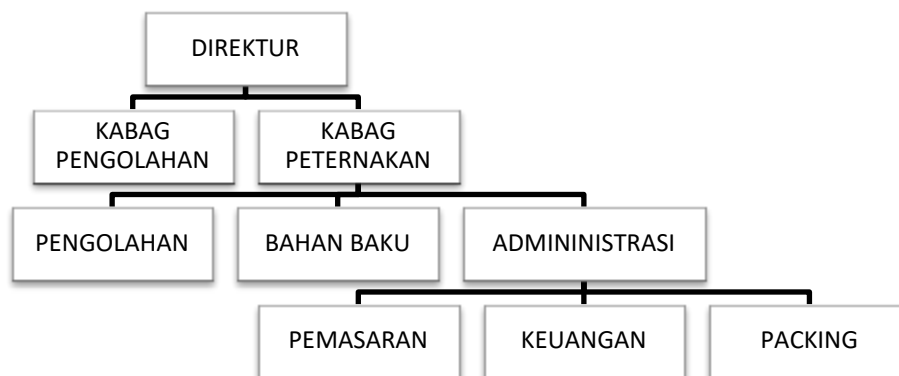 DIREKTUR
KABAG
PENGOLAHAN
KABAG
PETERNAKAN
PENGOLAHAN
BAHAN BAKU
ADMININISTRASI
PEMASARAN
KEUANGAN
PACKING